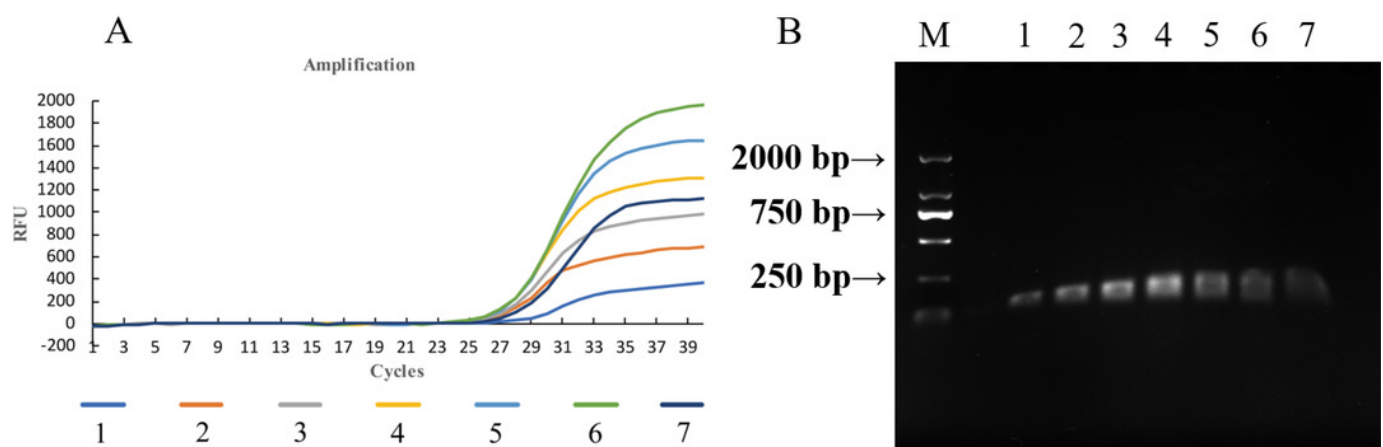 A
Amplification
RFU
2000
1800
1600
1400
1200
1000
800
600
400
200
0
-200
1 3 5 7 9 11 13 15 17 19 21 23 25 27 29 31 33 35 37 39
Cycles
1 2 3 4 5 6 7
B
M 1 2 3 4 5 6 7
2000 bp→
750 bp→
250 bp→